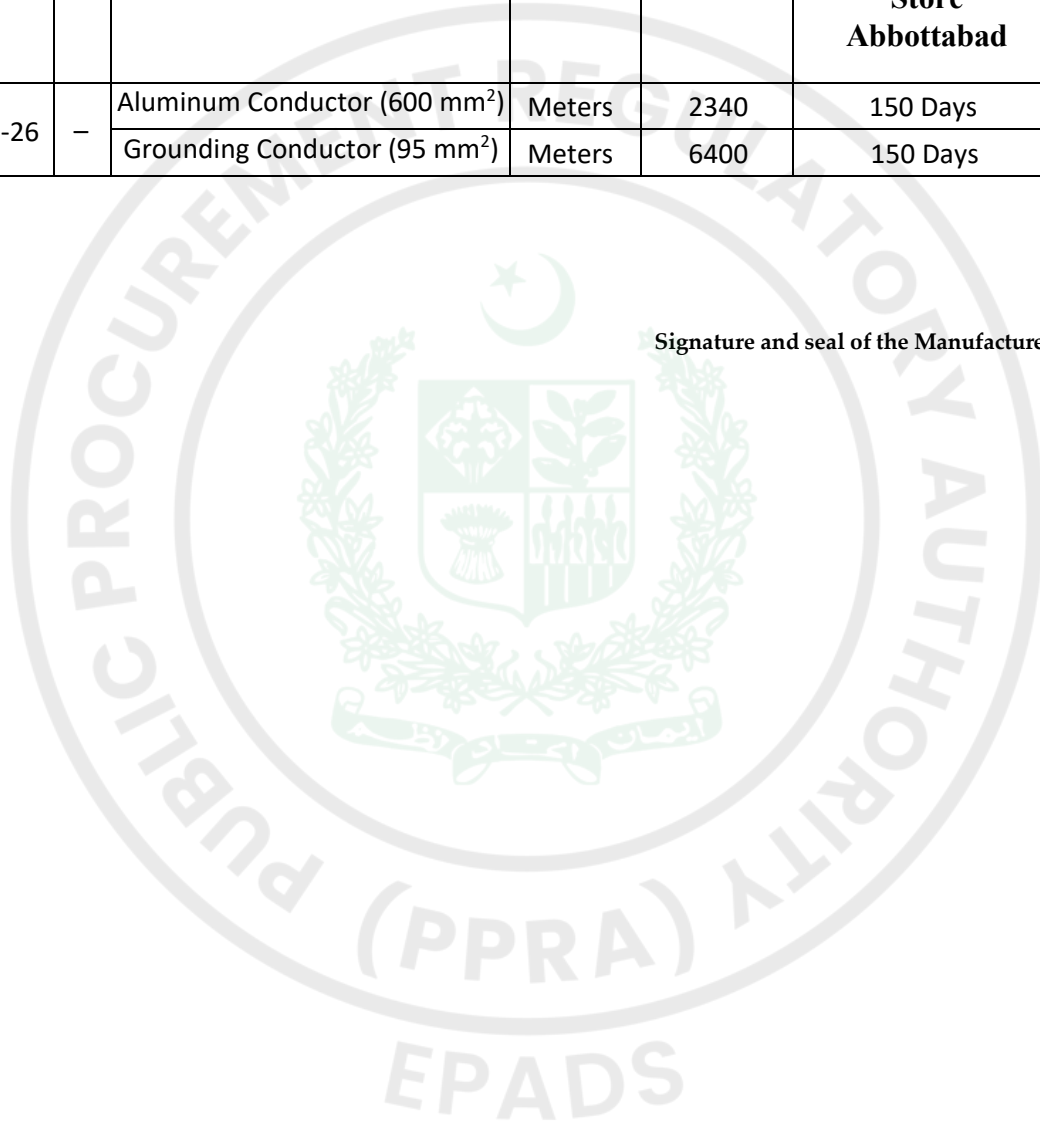 Store
Abbottabad
-26 – Aluminum Conductor (600 mm²) Meters 2340 150 Days
Grounding Conductor (95 mm²) Meters 6400 150 Days
Signature and seal of the Manufacture
PUBLIC PROCUREMENT REGULATORY AUTHORITY
(PPRA)
EPADS